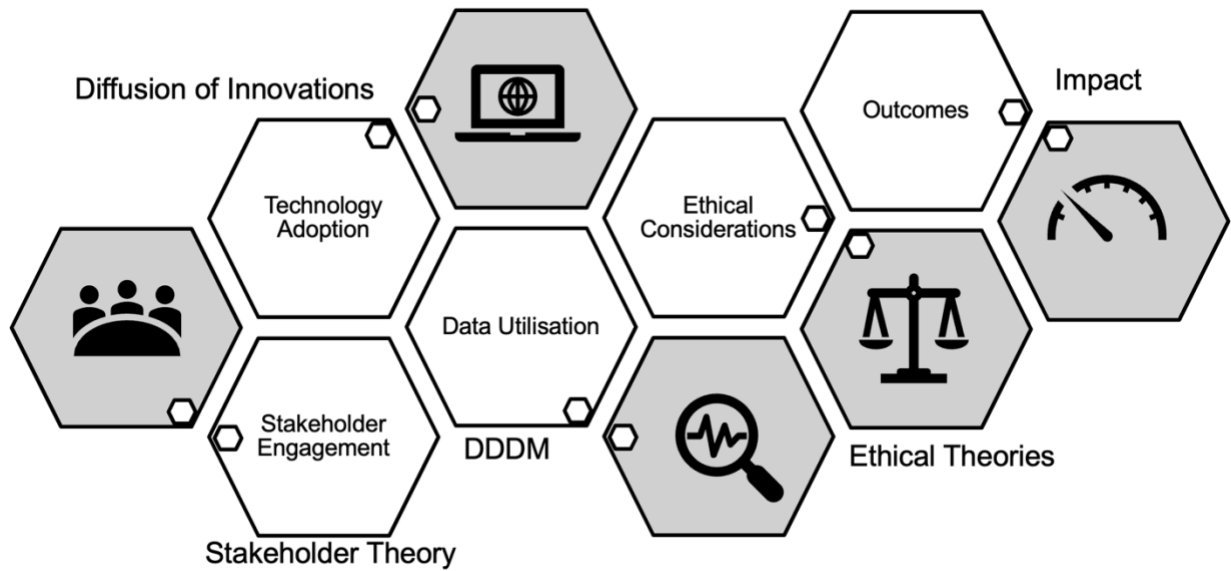 Diffusion of Innovations
Impact
Outcomes
Technology
Adoption
Ethical
Considerations
Data Utilisation
Stakeholder
Engagement
DDDM
Ethical Theories
Stakeholder Theory